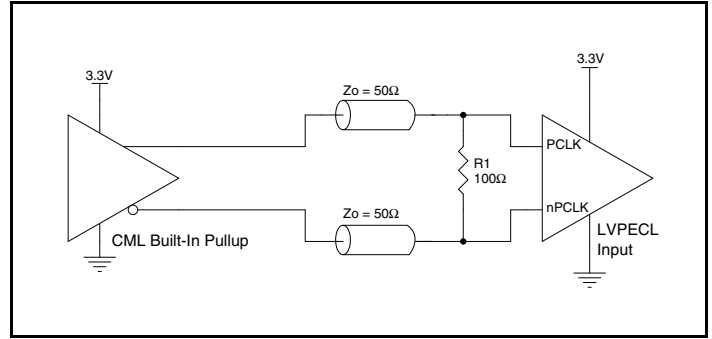 3.3V
3.3V
Zo = 50Ω
PCLK
R1
100Ω
nPCLK
Zo = 50Ω
LVPECL
Input
CML Built-In Pullup